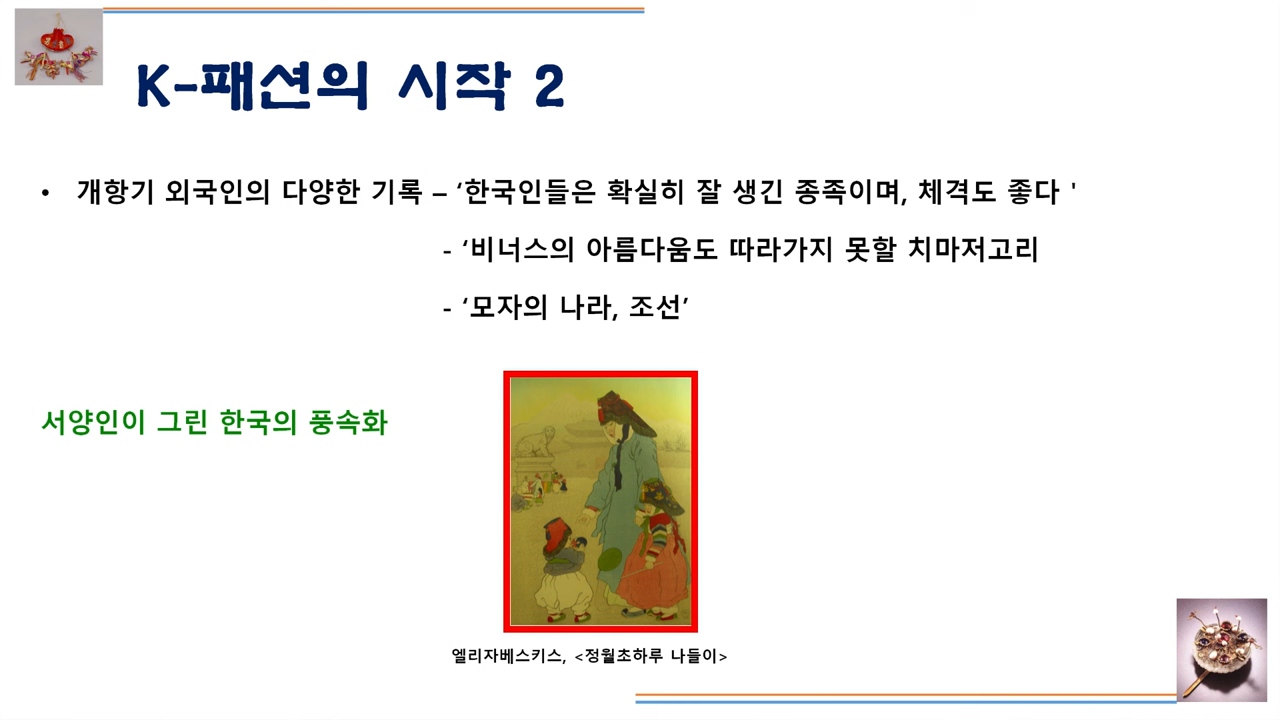 K-패션의 시작 2
• 개항기 외국인의 다양한 기록 – ‘한국인들은 확실히 잘 생긴 종족이며, 체격도 좋다 '
- ‘비너스의 아름다움도 따라가지 못할 치마저고리
- ‘모자의 나라, 조선’
서양인이 그린 한국의 풍속화
엘리자베스키스, <정월초하루 나들이>